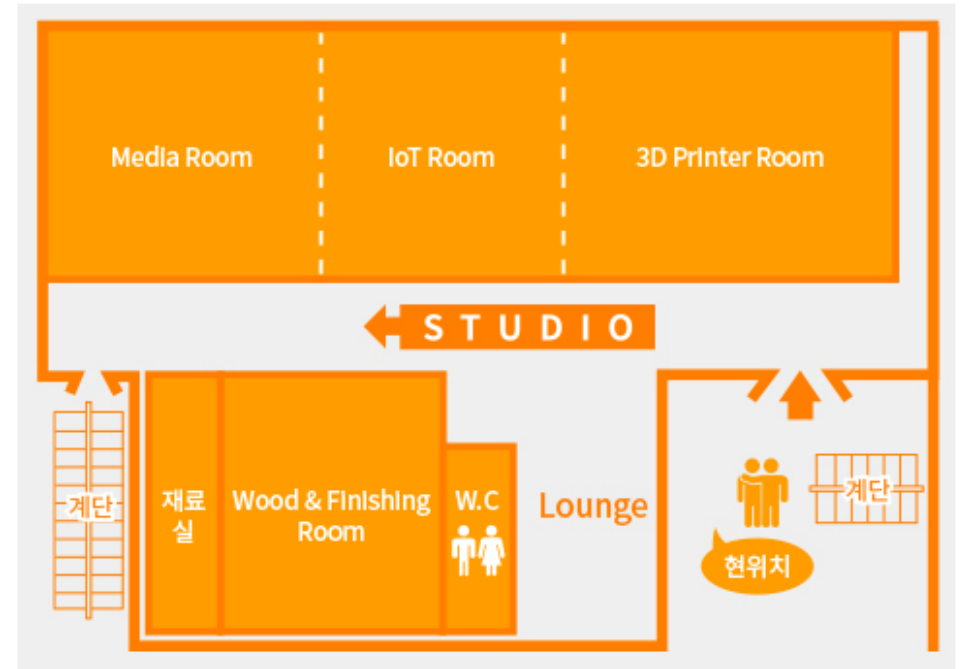 Media Room
IoT Room
3D Printer Room
STUDIO
계단
재료
실
Wood & Finishing
Room
W.C
Lounge
계단
현위치